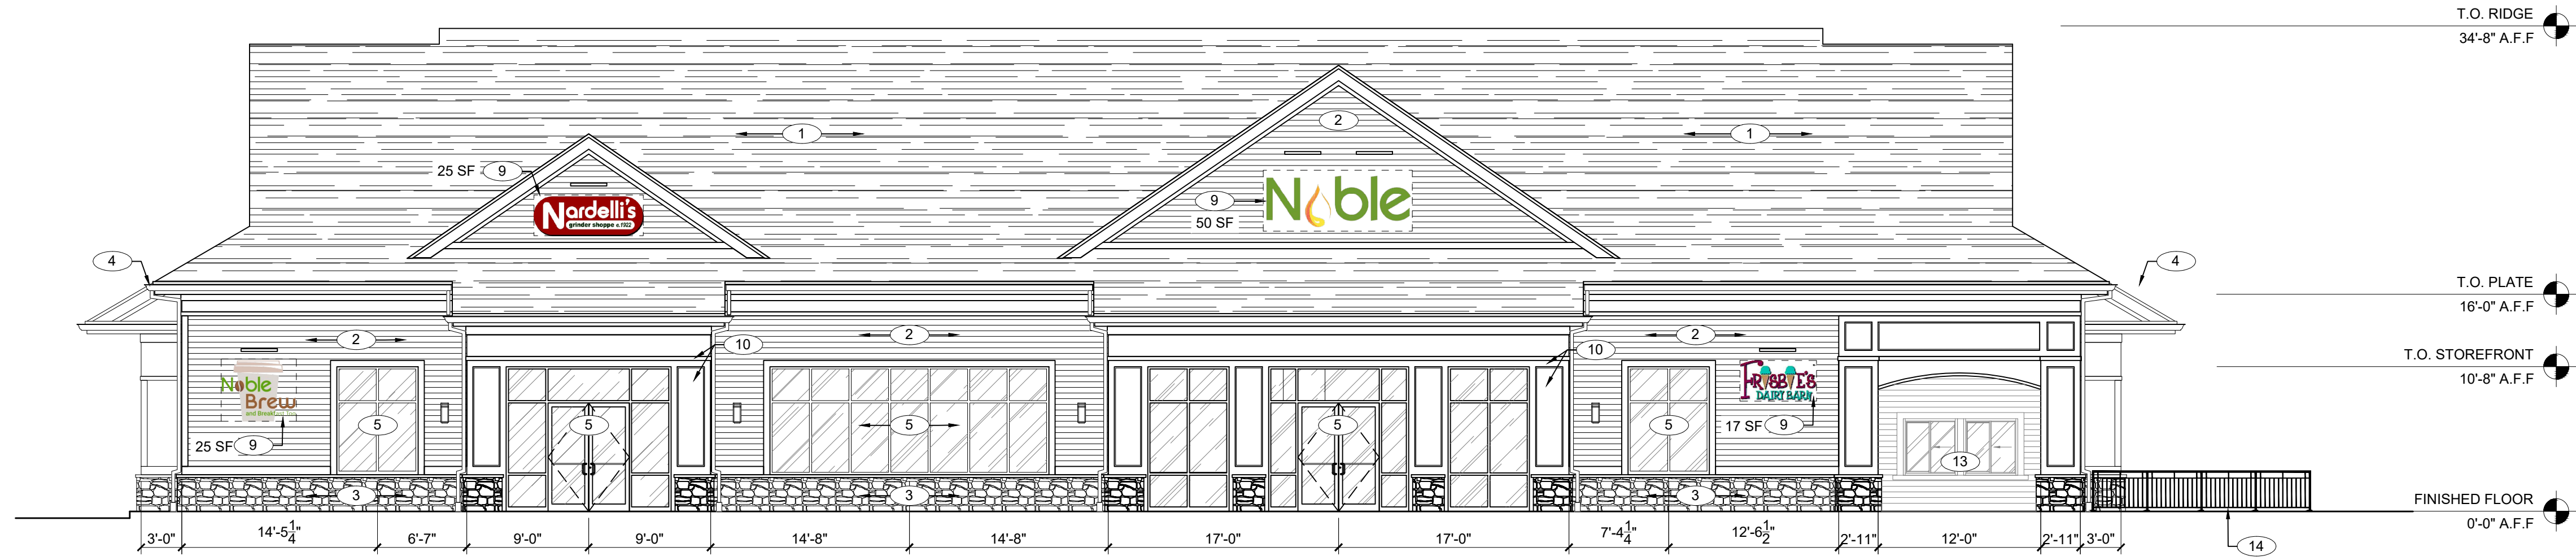 T.O. RIDGE
34'-8" A.F.F
1
2
1
25 SF 9
Nardelli's
grinder shoppe e.1922
9
50 SF
Noble
4
4
T.O. PLATE
16'-0" A.F.F
2
10
2
10
2
T.O. STOREFRONT
10'-8" A.F.F
Noble
Brew
and Breakfast, Too
25 SF 9
5
5
5
5
5
FRISBIE'S
DAIRY BARN
17 SF 9
13
3
3
3
FINISHED FLOOR
0'-0" A.F.F
3'-0" 14'-5 1/4" 6'-7" 9'-0" 9'-0" 14'-8" 14'-8" 17'-0" 17'-0" 7'-4 1/4" 12'-6 1/2" 2'-11" 12'-0" 2'-11" 3'-0"
14